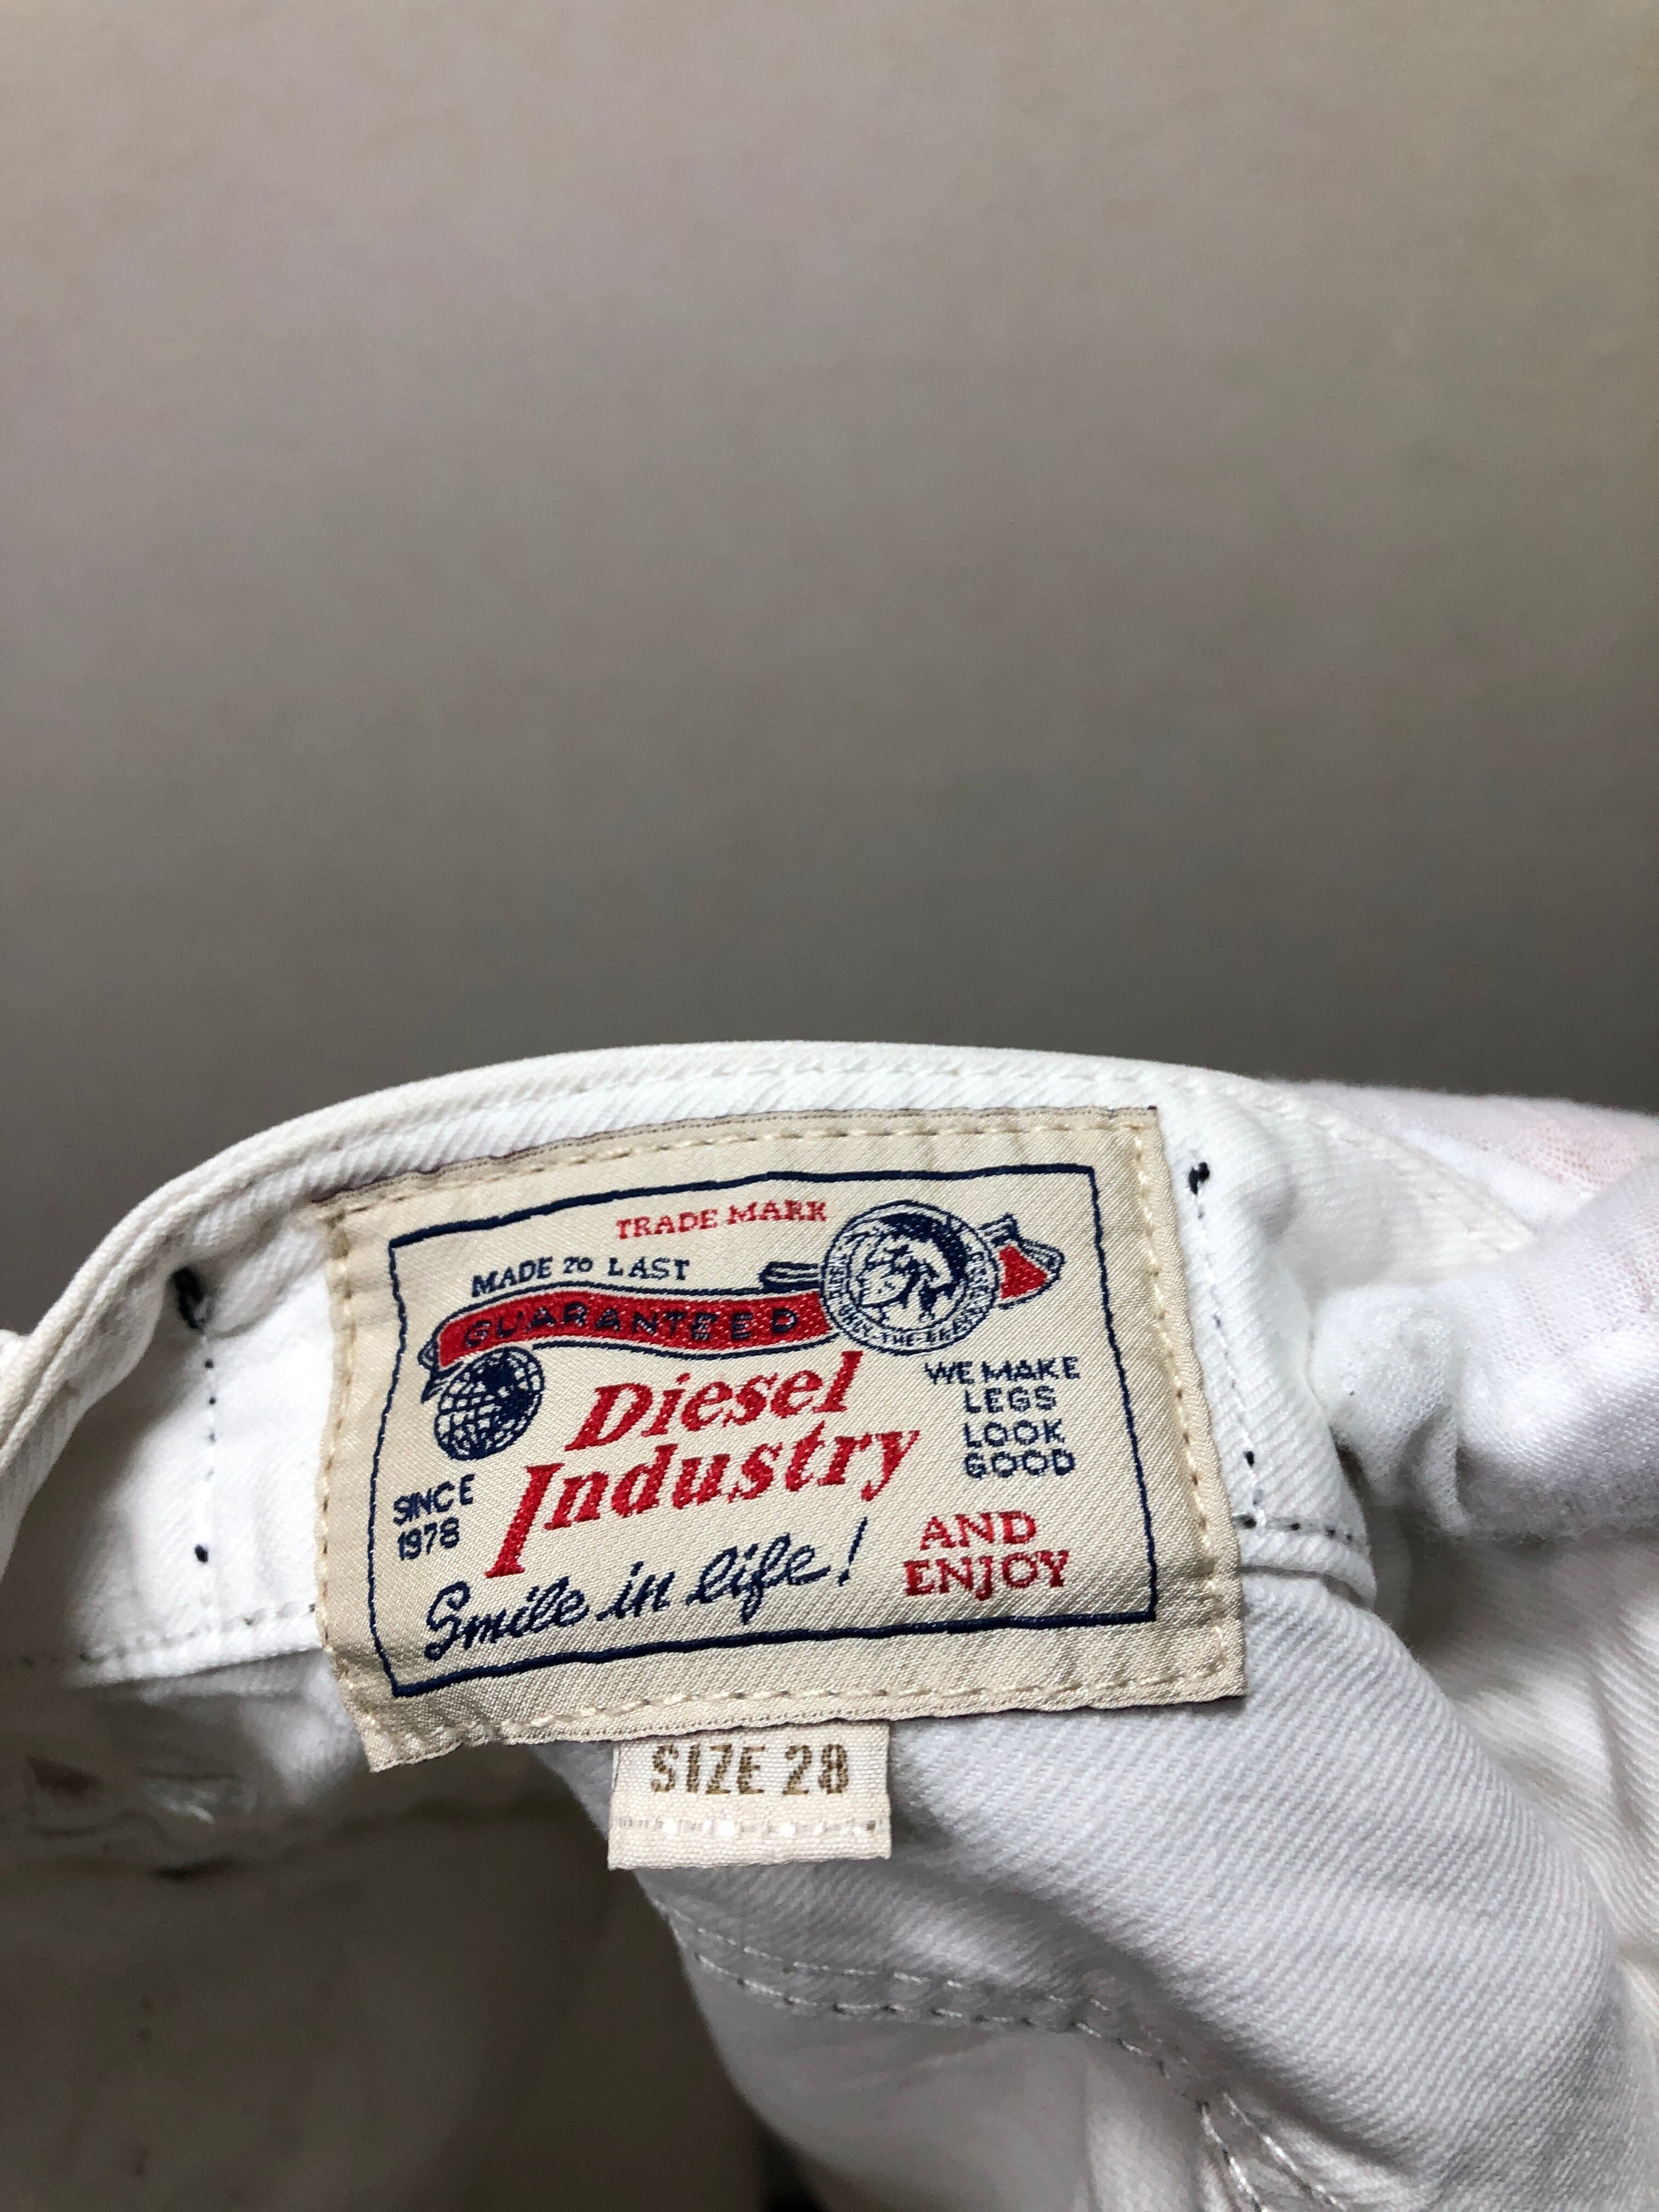 TRADE MARK
MADE TO LAST
GUARANTEED
Diesel
Industry
SINCE
1978
WE MAKE
LEGS
LOOK
GOOD
AND
ENJOY
Smile in life!
SIZE 28